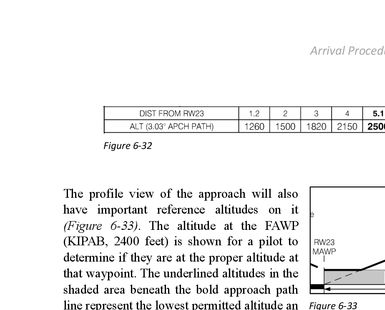 Arrival Proced
DIST FROM RW23 1.2 2 3 4 5.1
ALT (3.03° APCH PATH) 1260 1500 1820 2150 2500
Figure 6-32
The profile view of the approach will also
have important reference altitudes on it
(Figure 6-33). The altitude at the FAWP
(KIPAB, 2400 feet) is shown for a pilot to
determine if they are at the proper altitude at
that waypoint. The underlined altitudes in the
shaded area beneath the bold approach path
line represent the lowest permitted altitude an
RW23
MAWP
Figure 6-33